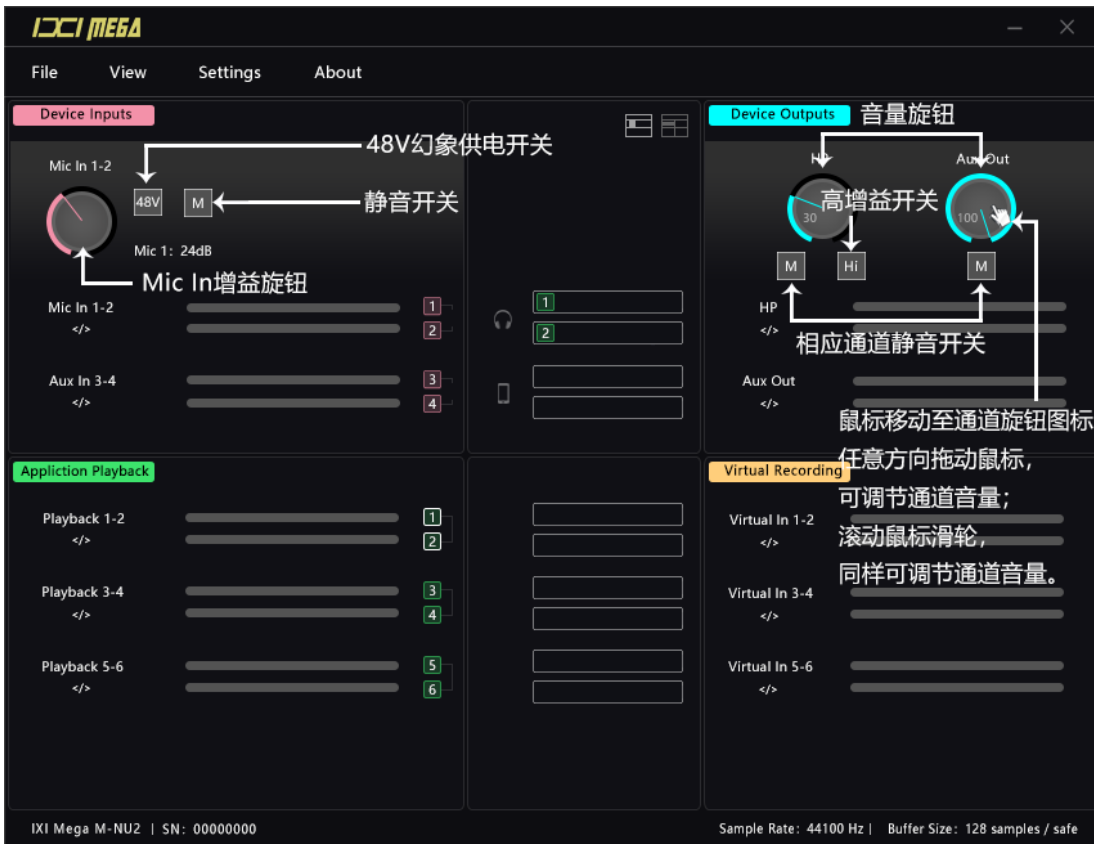 IXI MEGA
File View Settings About
Device Inputs
48V幻象供电开关
Mic In 1-2
48V
M
静音开关
Mic 1: 24dB
Mic In增益旋钮
Mic In 1-2
</>
1
2
Aux In 3-4
</>
3
4
1
2
Device Outputs
音量旋钮
HP
Aux Out
30
高增益开关
100
M
Hi
M
HP
</>
相应通道静音开关
Aux Out
</>
鼠标移动至通道旋钮图标
任意方向拖动鼠标，
可调节通道音量；
滚动鼠标滑轮，
同样可调节通道音量。
Appliction Playback
Playback 1-2
</>
1
2
Playback 3-4
</>
3
4
Playback 5-6
</>
5
6
Virtual Recording
Virtual In 1-2
</>
Virtual In 3-4
</>
Virtual In 5-6
</>
IXI Mega M-NU2 | SN: 00000000
Sample Rate: 44100 Hz | Buffer Size: 128 samples / safe